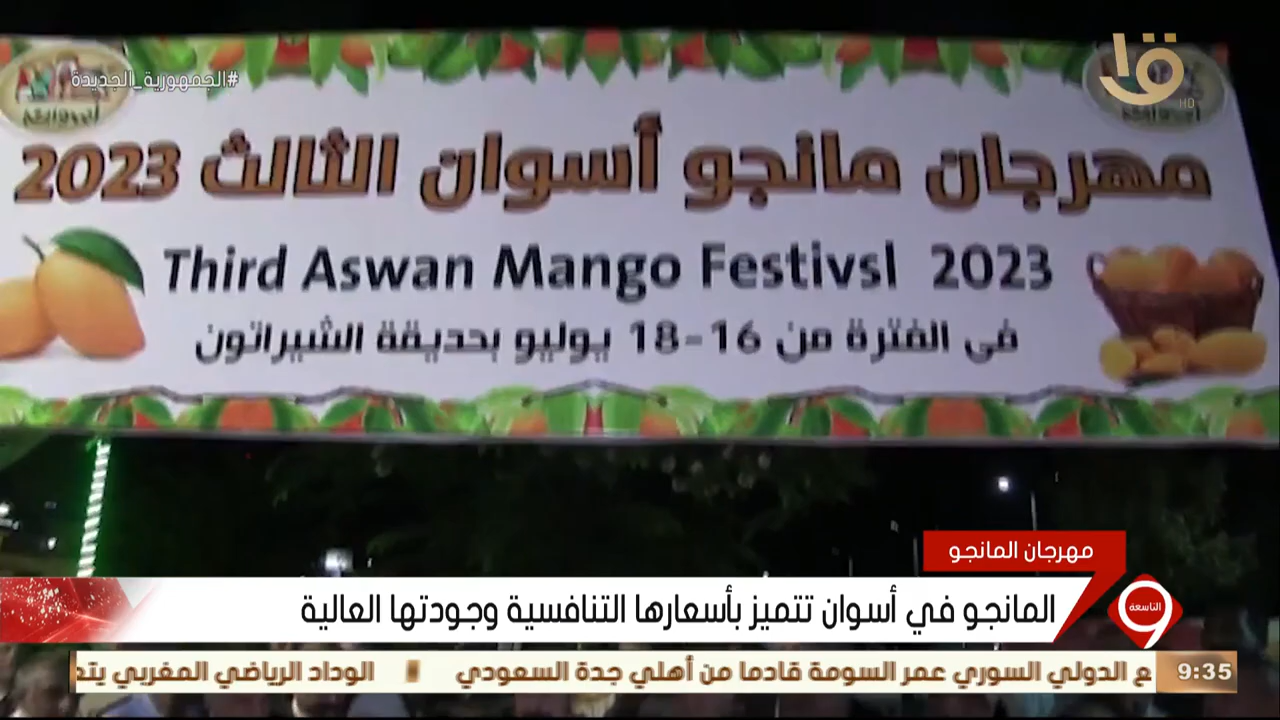 #الجمهورية_الجديدة
HD
مهرجان مانجو أسوان الثالث 2023
Third Aswan Mango Festivsl 2023
فى الفترة من 16-18 يوليو بحديقة الشيراتون
مهرجان المانجو
التاسعة
المانجو في أسوان تتميز بأسعارها التنافسية وجودتها العالية
9:35
ع الدولي السوري عمر السومة قادما من أهلي جدة السعودي
الوداد الرياضي المغربي يتع